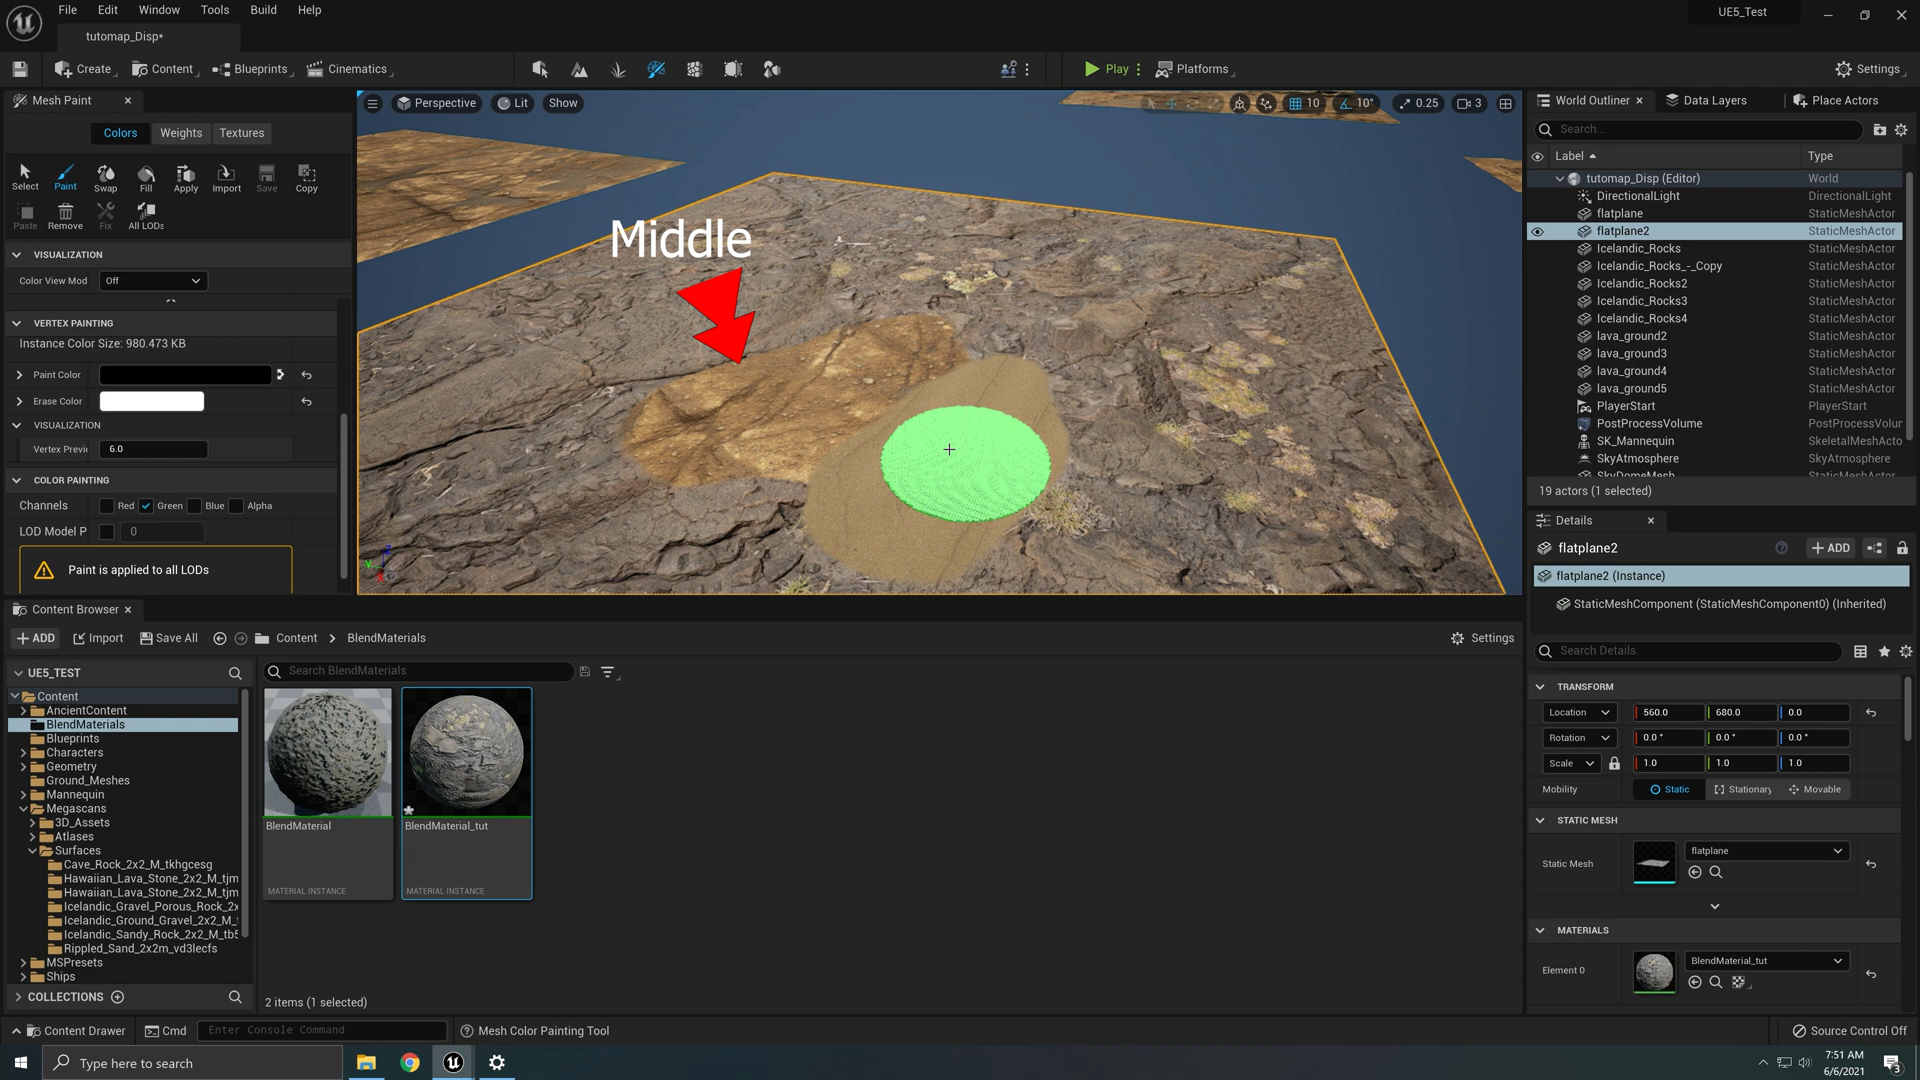 File Edit Window Tools Build Help
UE5_Test
tutomap_Disp*
Create Content Blueprints Cinematics Play Platforms Settings
Mesh Paint
Colors Weights Textures
Select Paint Swap Fill Apply Import Save Copy
Paste Remove Fix All LODs
VISUALIZATION
Color View Mod Off
VERTEX PAINTING
Instance Color Size: 980.473 KB
Paint Color
Erase Color
VISUALIZATION
Vertex Previ 6.0
COLOR PAINTING
Channels Red Green Blue Alpha
LOD Model P 0
Paint is applied to all LODs
Perspective Lit Show 10 10° 0.25 3
Middle
World Outliner Data Layers Place Actors
Search...
Label Type
tutomap_Disp (Editor) World
DirectionalLight DirectionalLight
flatplane StaticMeshActor
flatplane2 StaticMeshActor
Icelandic_Rocks StaticMeshActor
Icelandic_Rocks_-_Copy StaticMeshActor
Icelandic_Rocks2 StaticMeshActor
Icelandic_Rocks3 StaticMeshActor
Icelandic_Rocks4 StaticMeshActor
lava_ground2 StaticMeshActor
lava_ground3 StaticMeshActor
lava_ground4 StaticMeshActor
lava_ground5 StaticMeshActor
PlayerStart PlayerStart
PostProcessVolume PostProcessVolur
SK_Mannequin SkeletalMeshActo
SkyAtmosphere SkyAtmosphere
SkyDomeMesh StaticMeshActor
19 actors (1 selected)
Details
flatplane2 ADD
flatplane2 (Instance)
StaticMeshComponent (StaticMeshComponent0) (Inherited)
Search Details
TRANSFORM
Location 560.0 680.0 0.0
Rotation 0.0 ° 0.0 ° 0.0 °
Scale 1.0 1.0 1.0
Mobility Static Stationary Movable
STATIC MESH
Static Mesh flatplane
MATERIALS
Element 0 BlendMaterial_tut
Content Browser
ADD Import Save All Content BlendMaterials Settings
UE5_TEST
Search BlendMaterials
Content
AncientContent
BlendMaterials
Blueprints
Characters
Geometry
Ground_Meshes
Mannequin
Megascans
3D_Assets
Atlases
Surfaces
Cave_Rock_2x2_M_tkhgcesg
Hawaiian_Lava_Stone_2x2_M_tjm
Hawaiian_Lava_Stone_2x2_M_tjm
Icelandic_Gravel_Porous_Rock_2x
Icelandic_Ground_Gravel_2x2_M_
Icelandic_Sandy_Rock_2x2_M_tb5
Rippled_Sand_2x2m_vd3lecfs
MSPresets
Ships
COLLECTIONS
BlendMaterial
MATERIAL INSTANCE
BlendMaterial_tut
MATERIAL INSTANCE
2 items (1 selected)
Content Drawer Cmd Enter Console Command Mesh Color Painting Tool Source Control Off
Type here to search
7:51 AM
6/6/2021
3